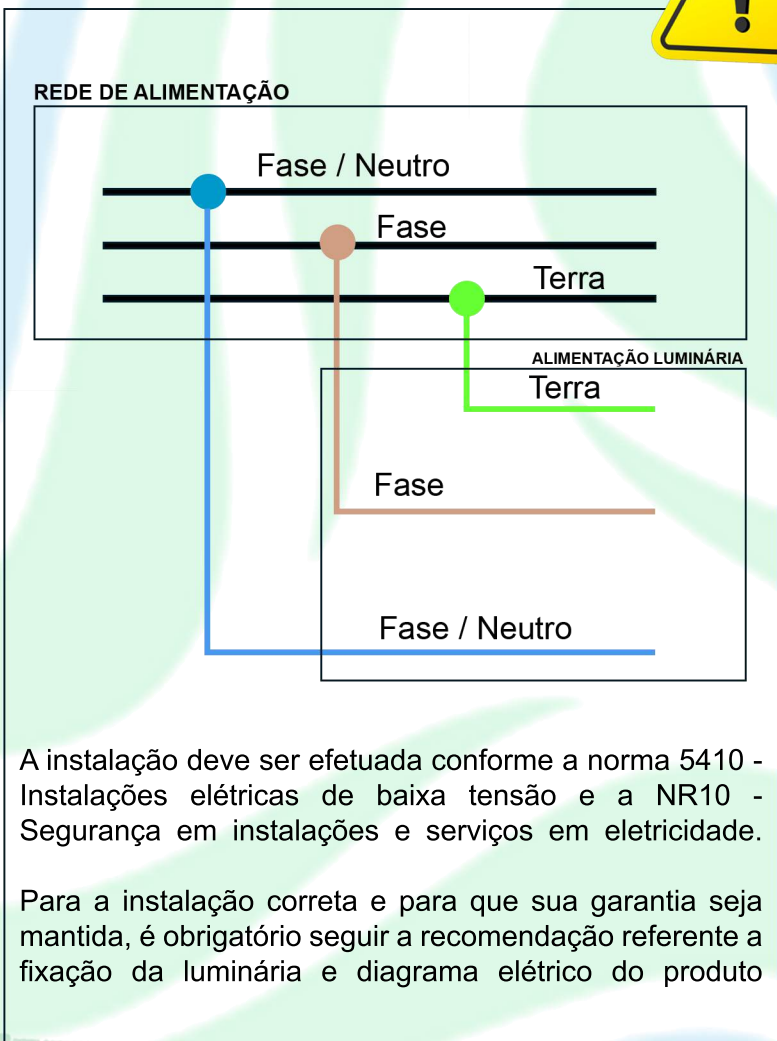 !
REDE DE ALIMENTAÇÃO
Fase / Neutro
Fase
Terra
ALIMENTAÇÃO LUMINÁRIA
Terra
Fase
Fase / Neutro
A instalação deve ser efetuada conforme a norma 5410 -
Instalações elétricas de baixa tensão e a NR10 -
Segurança em instalações e serviços em eletricidade.
Para a instalação correta e para que sua garantia seja
mantida, é obrigatório seguir a recomendação referente a
fixação da luminária e diagrama elétrico do produto